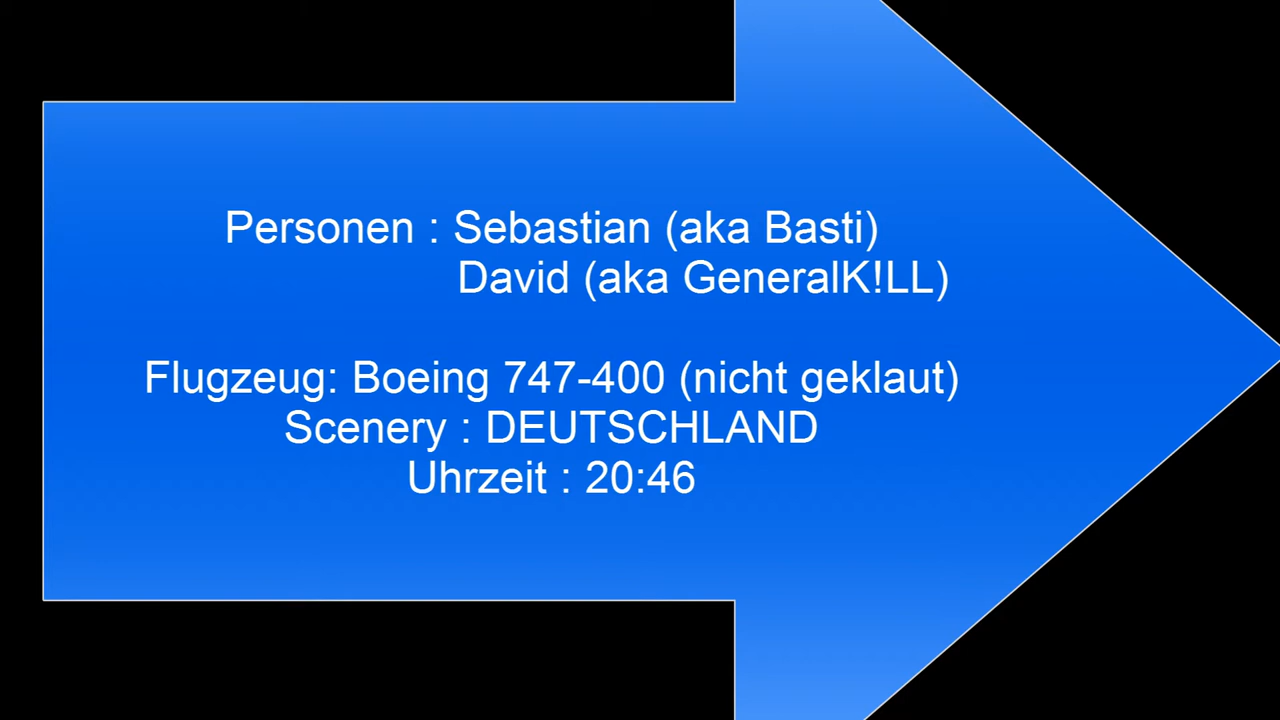 Personen : Sebastian (aka Basti)
David (aka GeneralK!LL)
Flugzeug: Boeing 747-400 (nicht geklaut)
Scenery : DEUTSCHLAND
Uhrzeit : 20:46